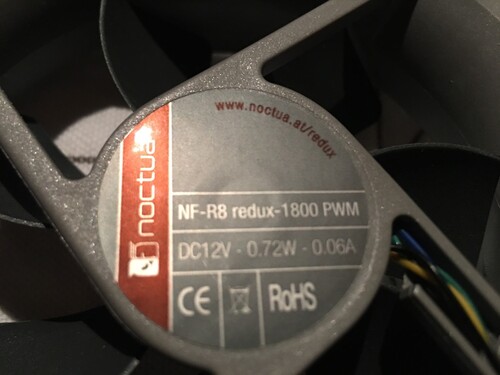 www.noctua.at/redux
noctua
NF-R8 redux-1800 PWM
DC12V - 0.72W - 0.06A
CE
RoHS